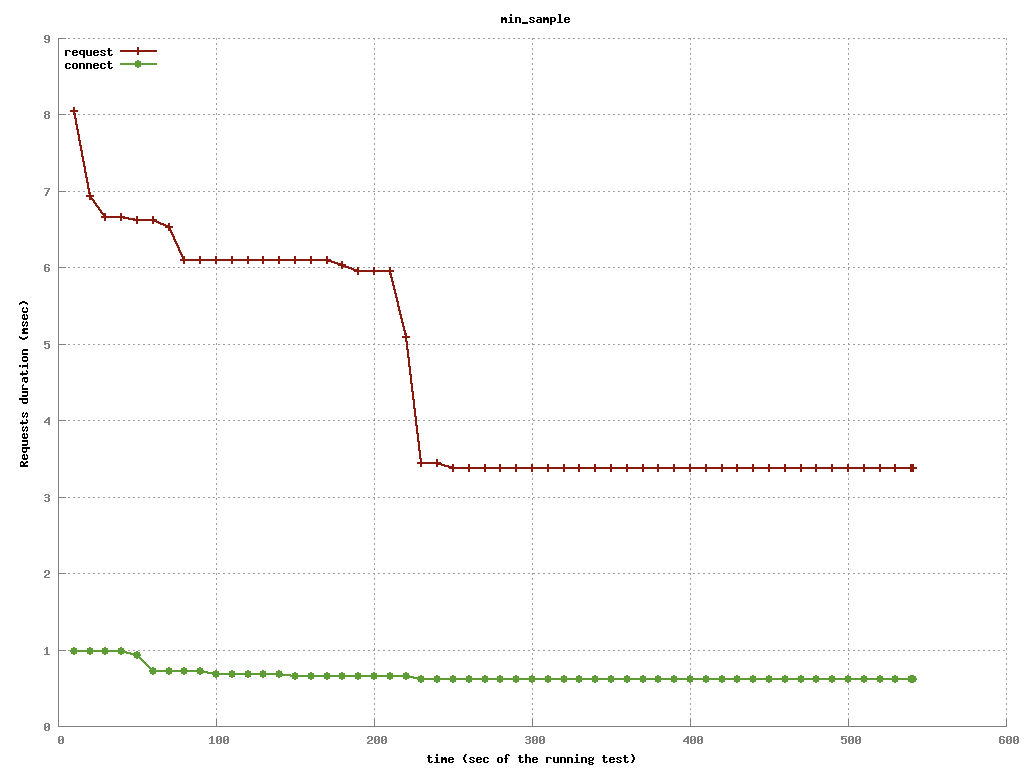 min_sample
request
connect
9
8
7
6
5
4
3
2
1
0
Requests duration (msec)
0 100 200 300 400 500 600
time (sec of the running test)